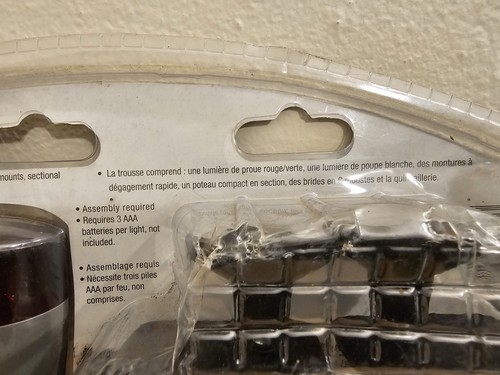 mounts, sectional
• La trousse comprend : une lumière de proue rouge/verte, une lumière de poupe blanche, des montures à
dégagement rapide, un poteau compact en section, des brides en et la
• Assembly required
• Requires 3 AAA
batteries per light, not
included.
• Assemblage requis
• Nécessite trois piles
AAA par feu, non
comprises.